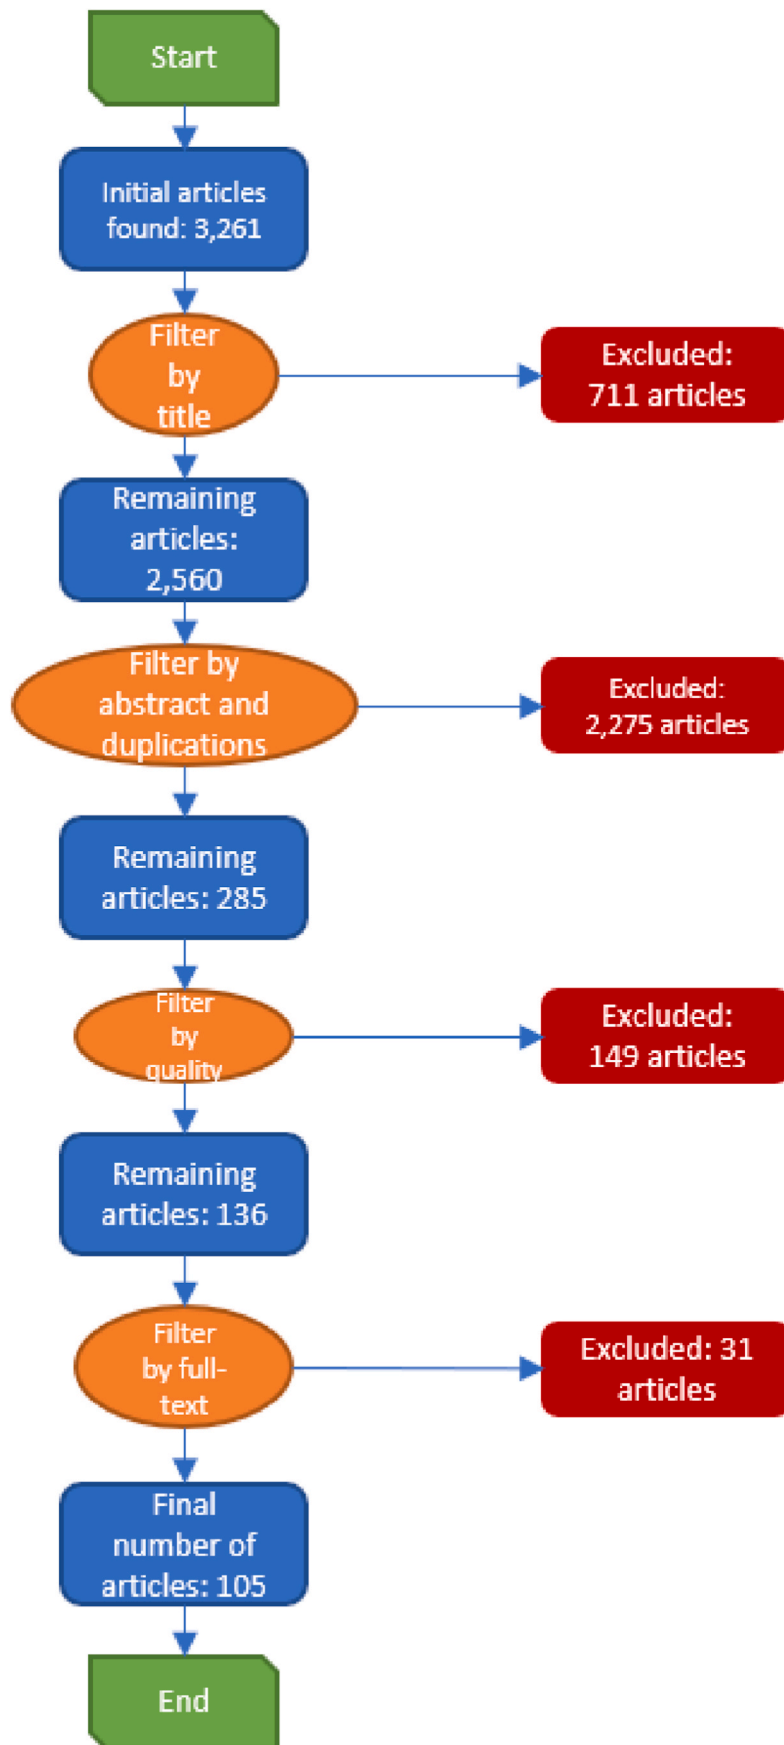 Start
Initial articles
found: 3,261
Filter
by
title
Excluded:
711 articles
Remaining
articles:
2,560
Filter by
abstract and
duplications
Excluded:
2,275 articles
Remaining
articles: 285
Filter
by
quality
Excluded:
149 articles
Remaining
articles: 136
Filter
by full-
text
Excluded: 31
articles
Final
number of
articles: 105
End